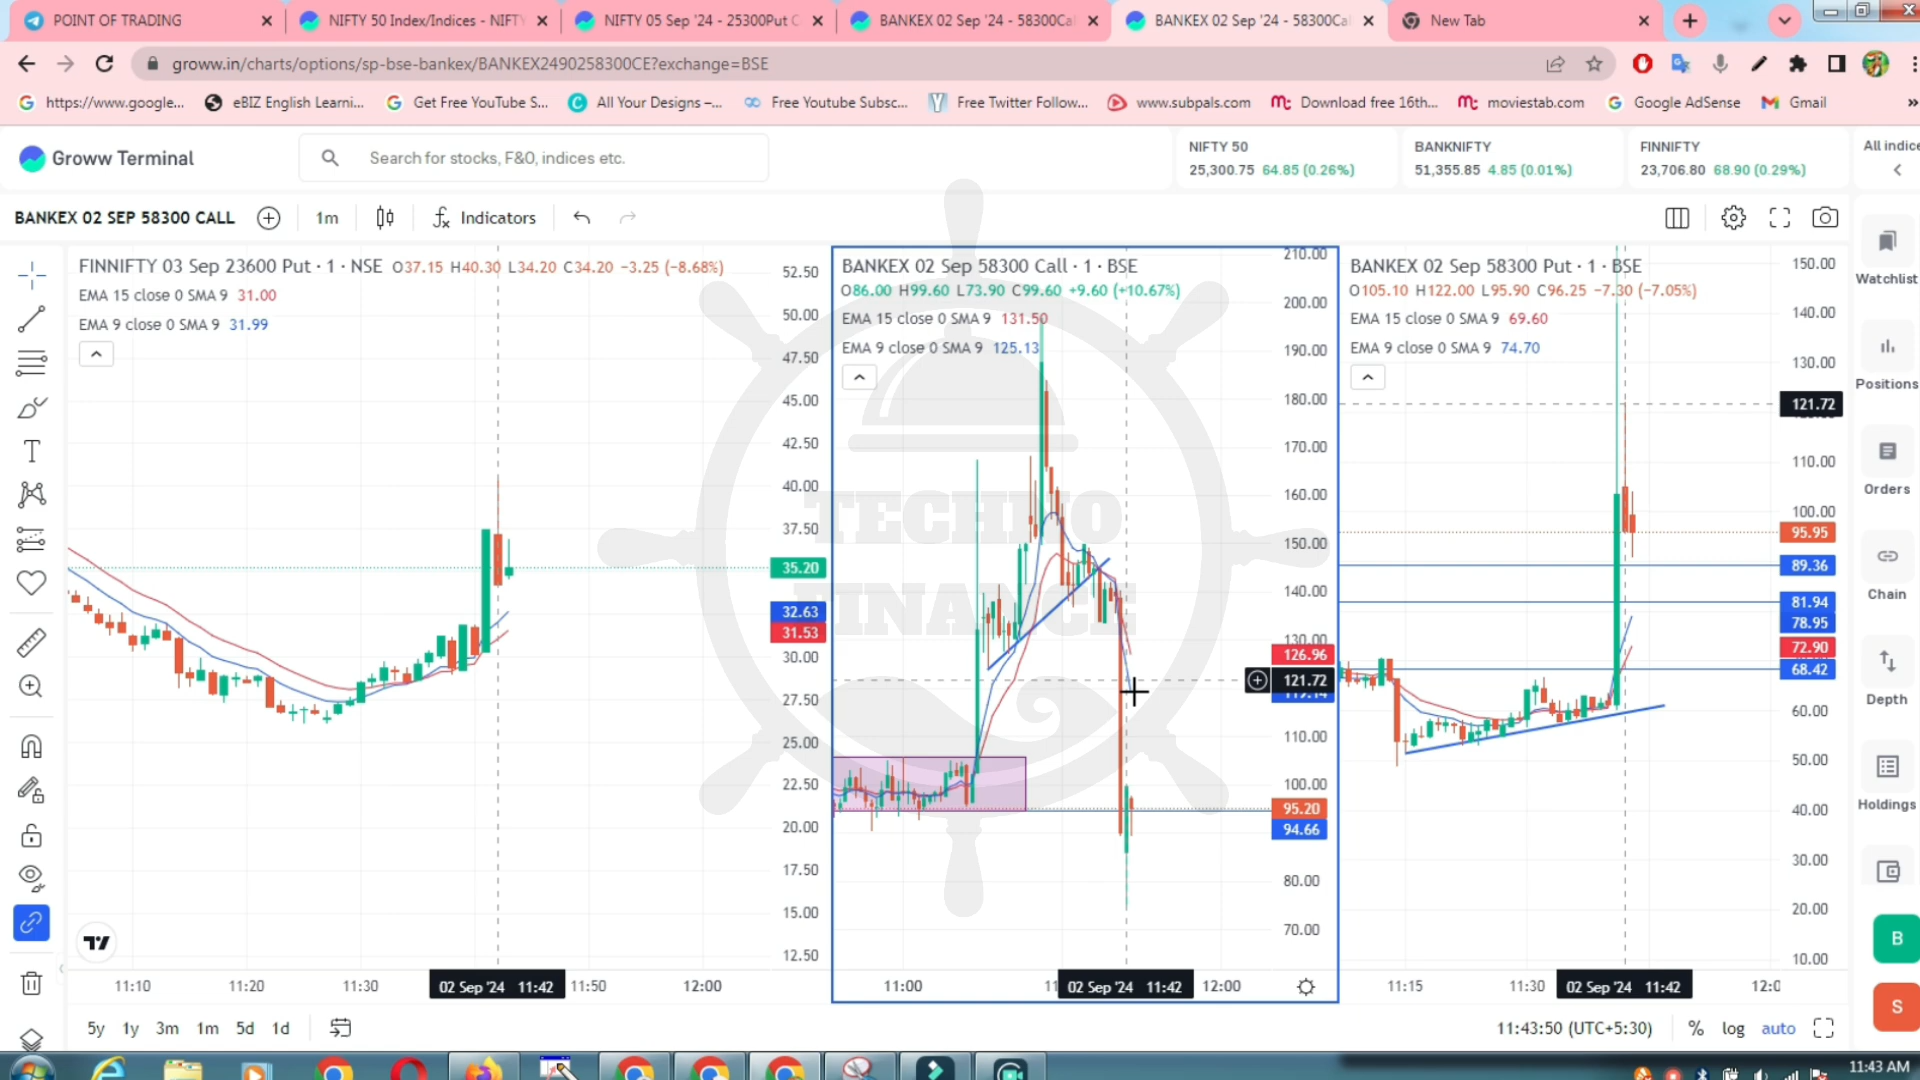 POINT OF TRADING
NIFTY 50 Index/Indices - NIFTY
NIFTY 05 Sep '24 - 25300Put C
BANKEX 02 Sep '24 - 58300Ca
BANKEX 02 Sep '24 - 58300Ca
New Tab
groww.in/charts/options/sp-bse-bankex/BANKEX2490258300CE?exchange=BSE
https://www.google...
eBIZ English Learni...
Get Free YouTube S...
All Your Designs –...
Free Youtube Subsc...
Free Twitter Follow...
www.subpals.com
Download free 16th...
moviestab.com
Google AdSense
Gmail
Groww Terminal
Search for stocks, F&O, indices etc.
NIFTY 50
25,300.75 64.85 (0.26%)
BANKNIFTY
51,355.85 4.85 (0.01%)
FINNIFTY
23,706.80 68.90 (0.29%)
All indice
BANKEX 02 SEP 58300 CALL
1m
Indicators
FINNIFTY 03 Sep 23600 Put · 1 · NSE O37.15 H40.30 L34.20 C34.20 −3.25 (−8.68%)
EMA 15 close 0 SMA 9 31.00
EMA 9 close 0 SMA 9 31.99
52.50
50.00
47.50
45.00
42.50
40.00
37.50
35.20
32.63
31.53
30.00
27.50
25.00
22.50
20.00
17.50
15.00
12.50
11:10
11:20
11:30
02 Sep '24 11:42
11:50
12:00
BANKEX 02 Sep 58300 Call · 1 · BSE
O86.00 H99.60 L73.90 C99.60 +9.60 (+10.67%)
EMA 15 close 0 SMA 9 131.50
EMA 9 close 0 SMA 9 125.13
210.00
200.00
190.00
180.00
170.00
160.00
150.00
140.00
130.00
126.96
121.72
119.14
110.00
100.00
95.20
94.66
80.00
70.00
11:00
11
02 Sep '24 11:42
12:00
TECHNO
FINANCE
BANKEX 02 Sep 58300 Put · 1 · BSE
O105.10 H122.00 L95.90 C96.25 −7.30 (−7.05%)
EMA 15 close 0 SMA 9 69.60
EMA 9 close 0 SMA 9 74.70
150.00
140.00
130.00
121.72
110.00
100.00
95.95
89.36
81.94
78.95
72.90
68.42
60.00
50.00
40.00
30.00
20.00
10.00
11:15
11:30
02 Sep '24 11:42
12:0
Watchlist
Positions
Orders
Chain
Depth
Holdings
B
S
5y
1y
3m
1m
5d
1d
11:43:50 (UTC+5:30)
%
log
auto
11:43 AM